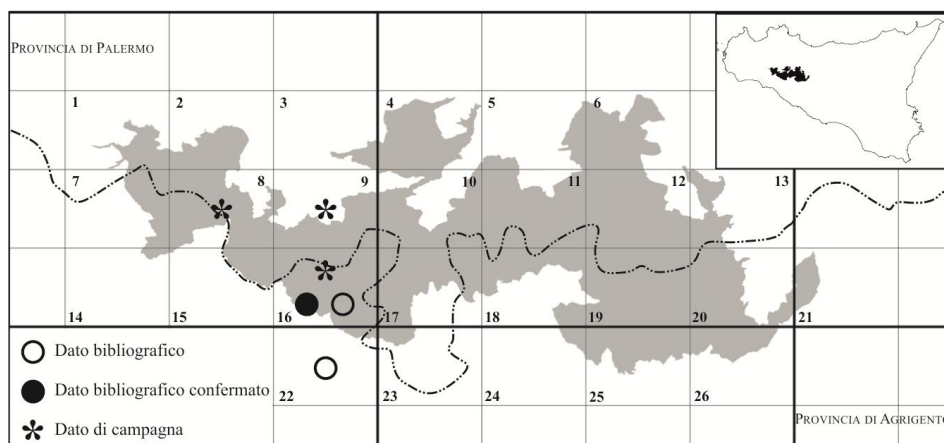 PROVINCIA DI PALERMO
1 2 3 4 5 6
7 8 9 10 11 12 13
14 15 16 17 18 19 20 21
Dato bibliografico
Dato bibliografico confermato
22 23 24 25 26
Dato di campagna
PROVINCIA DI AGRIGENTO